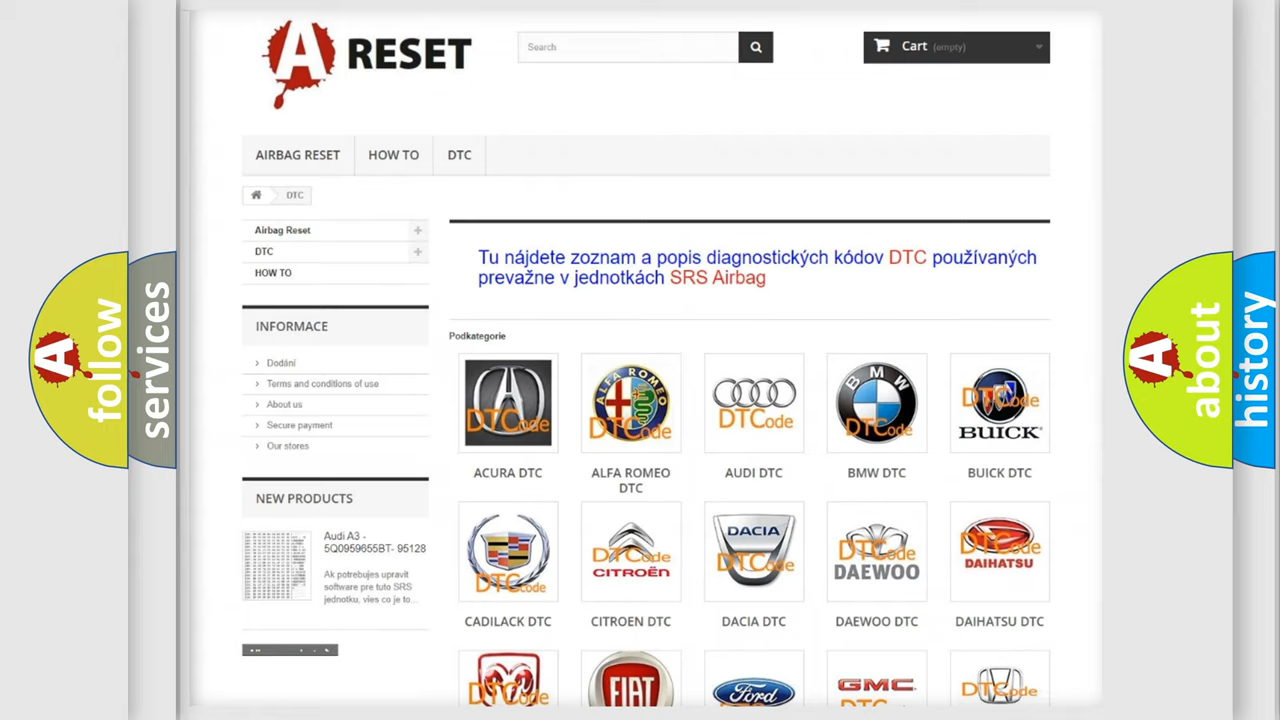 A RESET
Search
Cart (empty)
AIRBAG RESET
HOW TO
DTC
DTC
Airbag Reset
DTC
HOW TO
Tu nájdete zoznam a popis diagnostických kódov DTC používaných
prevažne v jednotkách SRS Airbag
INFORMACE
Dodání
Terms and conditions of use
About us
Secure payment
Our stores
Podkategorie
DTCode
ALFA ROMEO
DTCode
DTCode
BMW
DTCode
DTCode
BUICK
ACURA DTC
ALFA ROMEO
DTC
AUDI DTC
BMW DTC
BUICK DTC
NEW PRODUCTS
Audi A3 -
5Q0959655BT- 95128
Ak potrebujes upravit
software pre tuto SRS
jednotku, vies co je to...
DTCode
DTCode
CITROËN
DACIA
DTCode
DTCode
DAEWOO
DTCode
DAIHATSU
CADILACK DTC
CITROEN DTC
DACIA DTC
DAEWOO DTC
DAIHATSU DTC
DTCode
FIAT
Ford
GMC
DTCode
A follow
services
A about
history